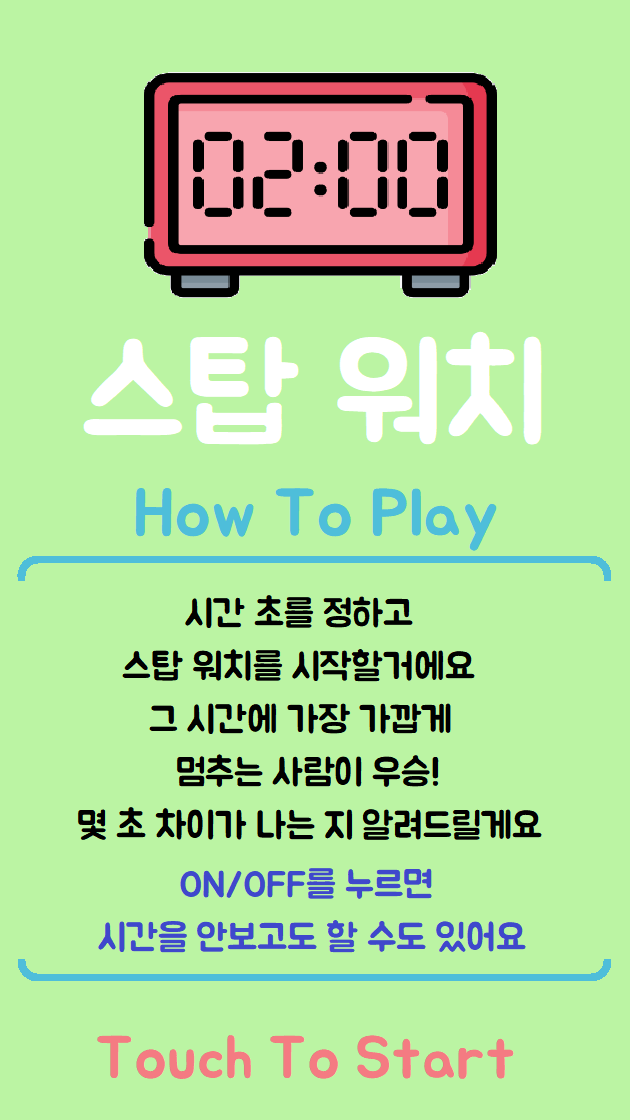 02:00
스탑 워치
How To Play
시간 초를 정하고
스탑 워치를 시작할거에요
그 시간에 가장 가깝게
멈추는 사람이 우승!
몇 초 차이가 나는 지 알려드릴게요
ON/OFF를 누르면
시간을 안보고도 할 수도 있어요
Touch To Start